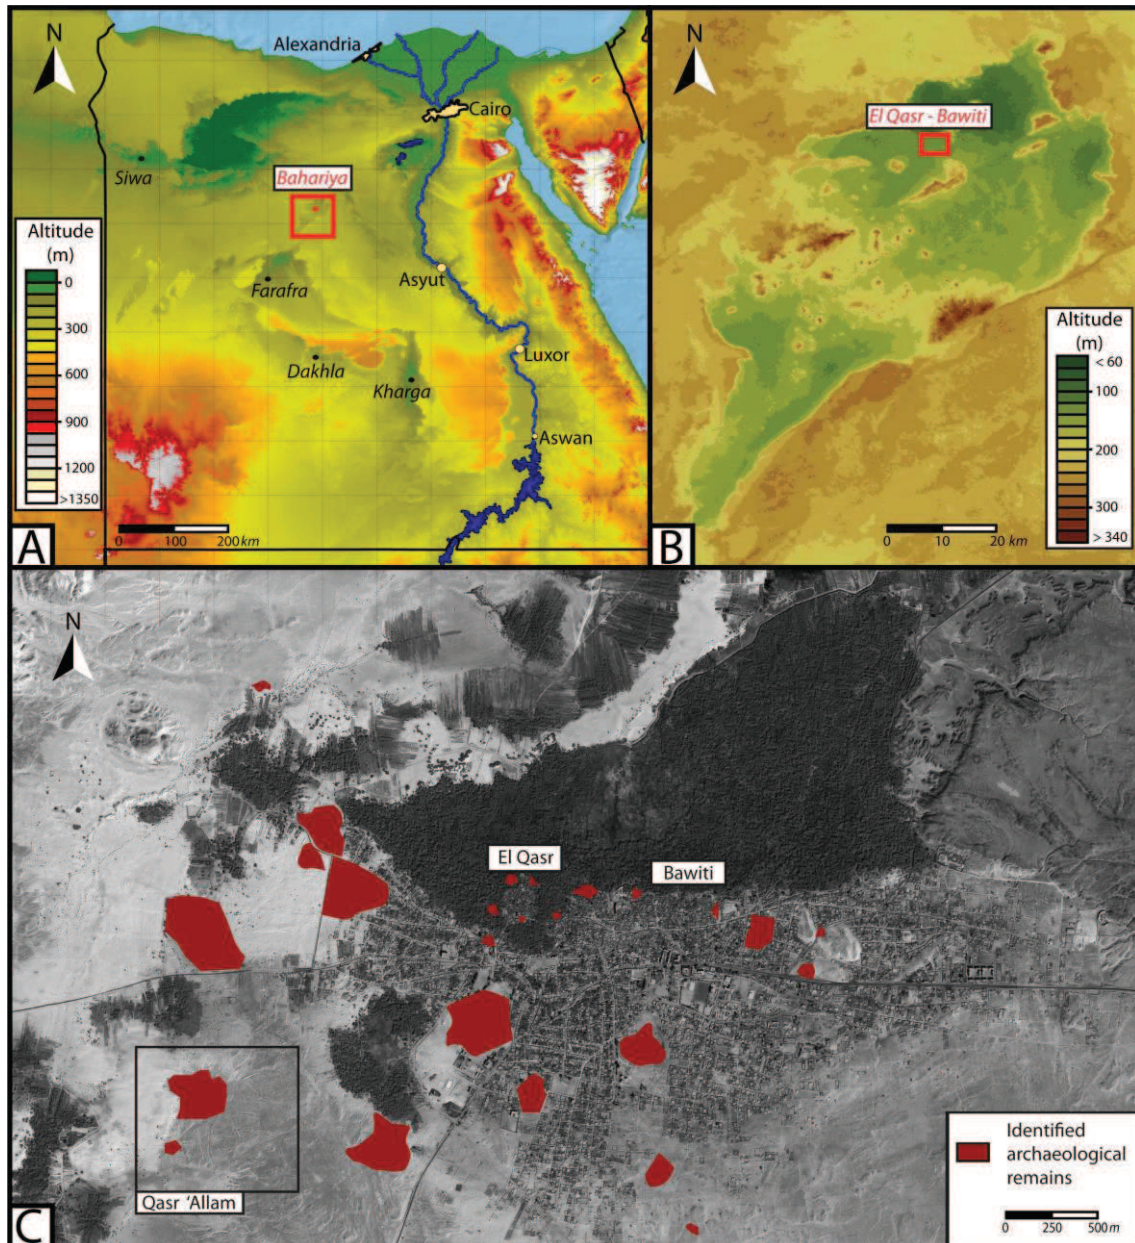 N
Alexandria
Cairo
Siwa
Bahariya
Altitude
(m)
0
300
600
900
1200
>1350
Farafra
Asyut
Dakhla
Kharga
Luxor
Aswan
0 100 200 km
A
N
El Qasr - Bawiti
Altitude
(m)
< 60
100
200
300
> 340
0 10 20 km
B
N
El Qasr
Bawiti
Qasr ‘Allam
Identified
archaeological
remains
0 250 500 m
C